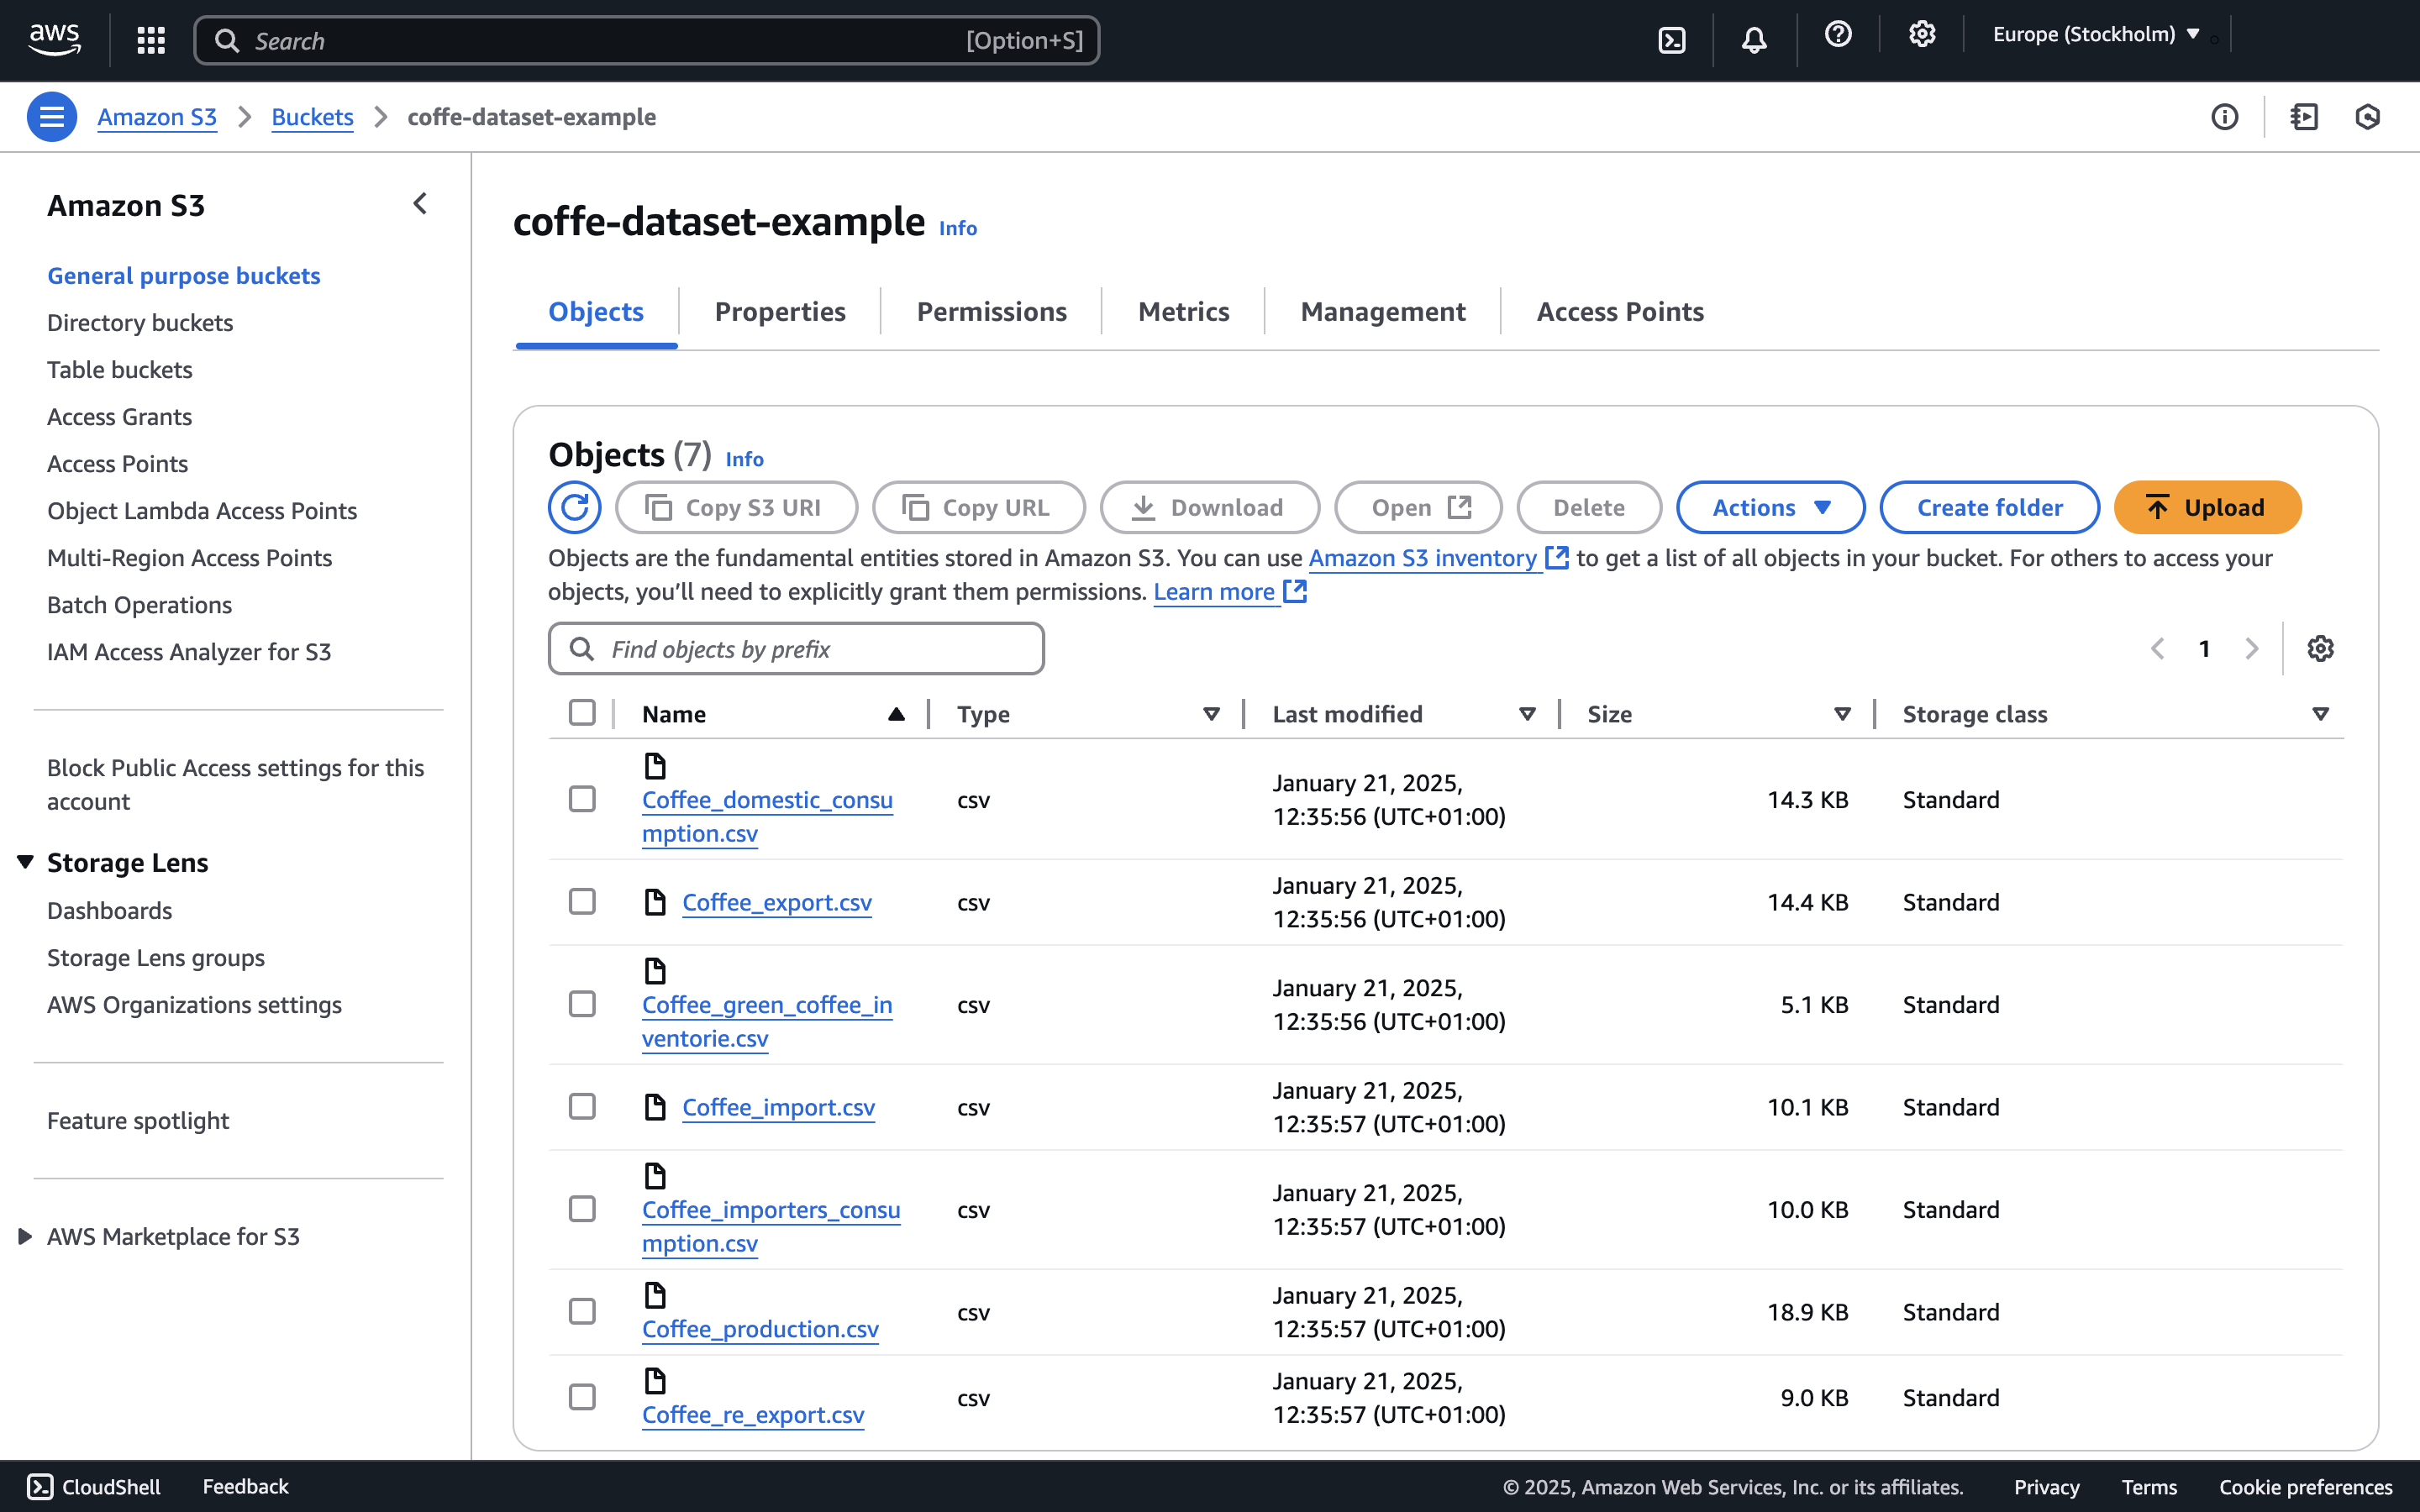 aws
Search [Option+S]
Europe (Stockholm)
Amazon S3 Buckets coffe-dataset-example
Amazon S3
General purpose buckets
Directory buckets
Table buckets
Access Grants
Access Points
Object Lambda Access Points
Multi-Region Access Points
Batch Operations
IAM Access Analyzer for S3
Block Public Access settings for this
account
Storage Lens
Dashboards
Storage Lens groups
AWS Organizations settings
Feature spotlight
AWS Marketplace for S3
coffe-dataset-example Info
Objects Properties Permissions Metrics Management Access Points
Objects (7) Info
Copy S3 URI Copy URL Download Open Delete Actions Create folder Upload
Objects are the fundamental entities stored in Amazon S3. You can use Amazon S3 inventory to get a list of all objects in your bucket. For others to access your
objects, you’ll need to explicitly grant them permissions. Learn more
Find objects by prefix
1
Name Type Last modified Size Storage class
Coffee_domestic_consu
mption.csv
csv
January 21, 2025,
12:35:56 (UTC+01:00)
14.3 KB
Standard
Coffee_export.csv
csv
January 21, 2025,
12:35:56 (UTC+01:00)
14.4 KB
Standard
Coffee_green_coffee_in
ventorie.csv
csv
January 21, 2025,
12:35:56 (UTC+01:00)
5.1 KB
Standard
Coffee_import.csv
csv
January 21, 2025,
12:35:57 (UTC+01:00)
10.1 KB
Standard
Coffee_importers_consu
mption.csv
csv
January 21, 2025,
12:35:57 (UTC+01:00)
10.0 KB
Standard
Coffee_production.csv
csv
January 21, 2025,
12:35:57 (UTC+01:00)
18.9 KB
Standard
Coffee_re_export.csv
csv
January 21, 2025,
12:35:57 (UTC+01:00)
9.0 KB
Standard
CloudShell Feedback © 2025, Amazon Web Services, Inc. or its affiliates. Privacy Terms Cookie preferences